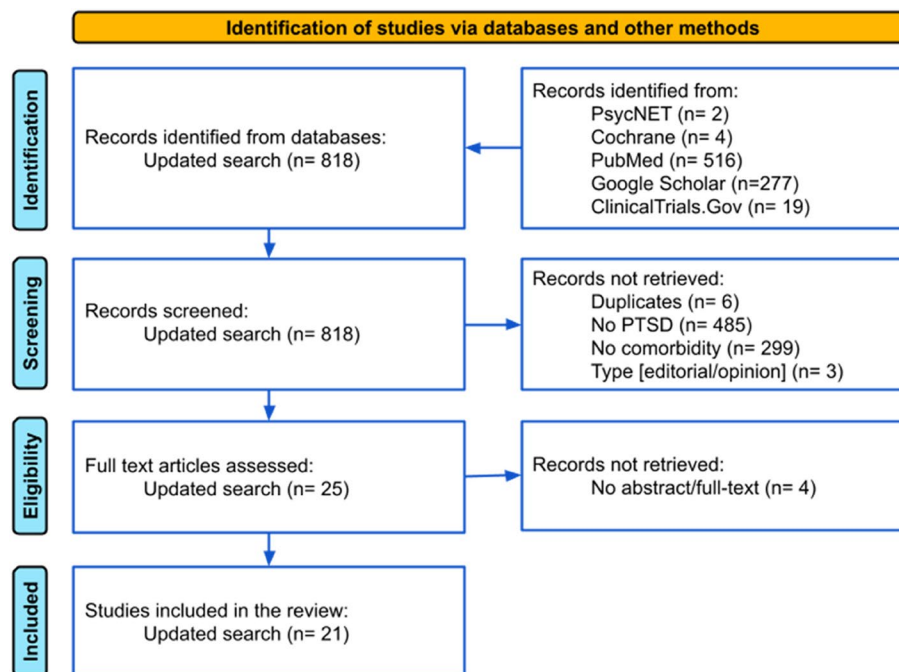 Identification of studies via databases and other methods
Identification
Records identified from databases:
Updated search (n= 818)
Records identified from:
PsycNET (n= 2)
Cochrane (n= 4)
PubMed (n= 516)
Google Scholar (n=277)
ClinicalTrials.Gov (n= 19)
Screening
Records screened:
Updated search (n= 818)
Records not retrieved:
Duplicates (n= 6)
No PTSD (n= 485)
No comorbidity (n= 299)
Type [editorial/opinion] (n= 3)
Eligibility
Full text articles assessed:
Updated search (n= 25)
Records not retrieved:
No abstract/full-text (n= 4)
Included
Studies included in the review:
Updated search (n= 21)